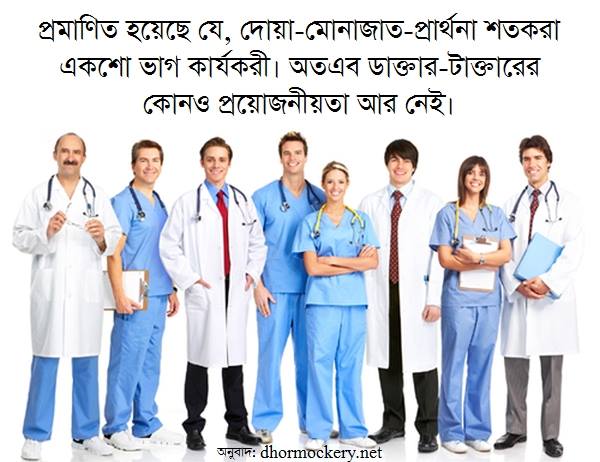 প্রমাণিত হয়েছে যে, দোয়া-মোনাজাত-প্রার্থনা শতকরা
একশো ভাগ কার্যকরী। অতএব ডাক্তার-টাক্তারের
কোনও প্রয়োজনীয়তা আর নেই।
অনুবাদ: dhormockery.net